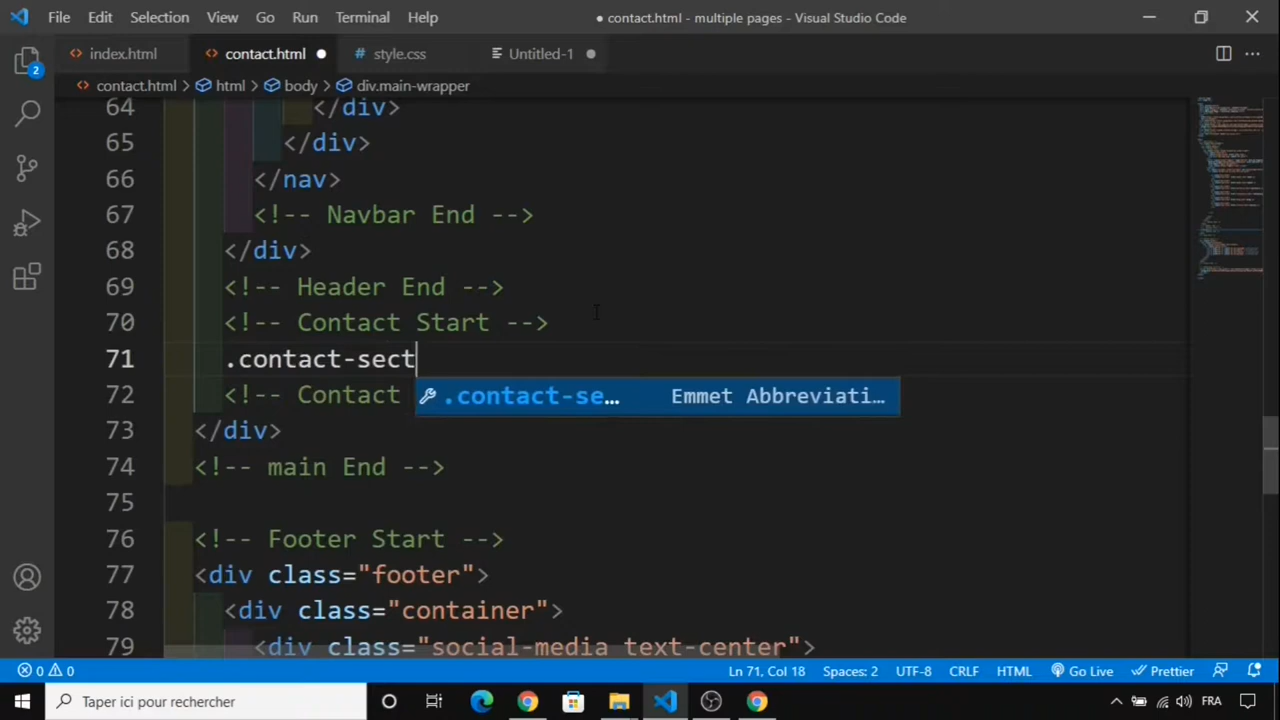 File Edit Selection View Go Run Terminal Help ● contact.html - multiple pages - Visual Studio Code
index.html contact.html ● # style.css Untitled-1 ●
2
contact.html › html › body › div.main-wrapper
64 </div>
65 </div>
66 </nav>
67 <!-- Navbar End -->
68 </div>
69 <!-- Header End -->
70 <!-- Contact Start -->
71 .contact-sect
72 <!-- Contact .contact-se… Emmet Abbreviati…
73 </div>
74 <!-- main End -->
75
76 <!-- Footer Start -->
77 <div class="footer">
78 <div class="container">
79 <div class="social-media text-center">
0 0 Ln 71, Col 18 Spaces: 2 UTF-8 CRLF HTML Go Live Prettier
Taper ici pour rechercher FRA